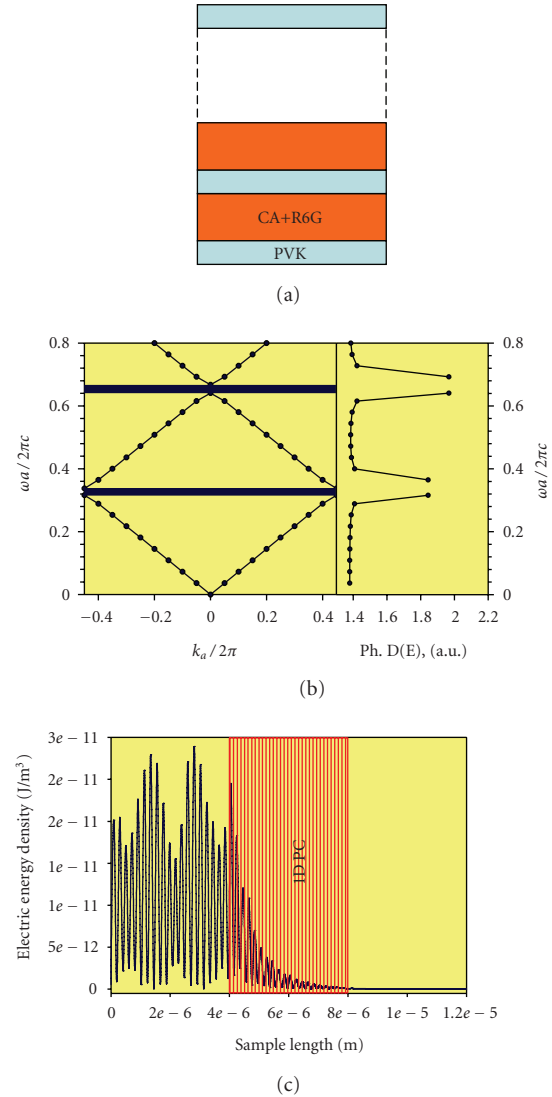 CA+R6G
PVK
(a)
0.8
0.6
0.4
0.2
0
ωa/2πc
−0.4 −0.2 0 0.2 0.4
k_a/2π
1.4 1.6 1.8 2 2.2
Ph. D(E), (a.u.)
0.8
0.6
0.4
0.2
0
ωa/2πc
(b)
3e − 11
2e − 11
2e − 11
1e − 11
1e − 11
5e − 12
0
Electric energy density (J/m³)
1D PC
0 2e − 6 4e − 6 6e − 6 8e − 6 1e − 5 1.2e − 5
Sample length (m)
(c)